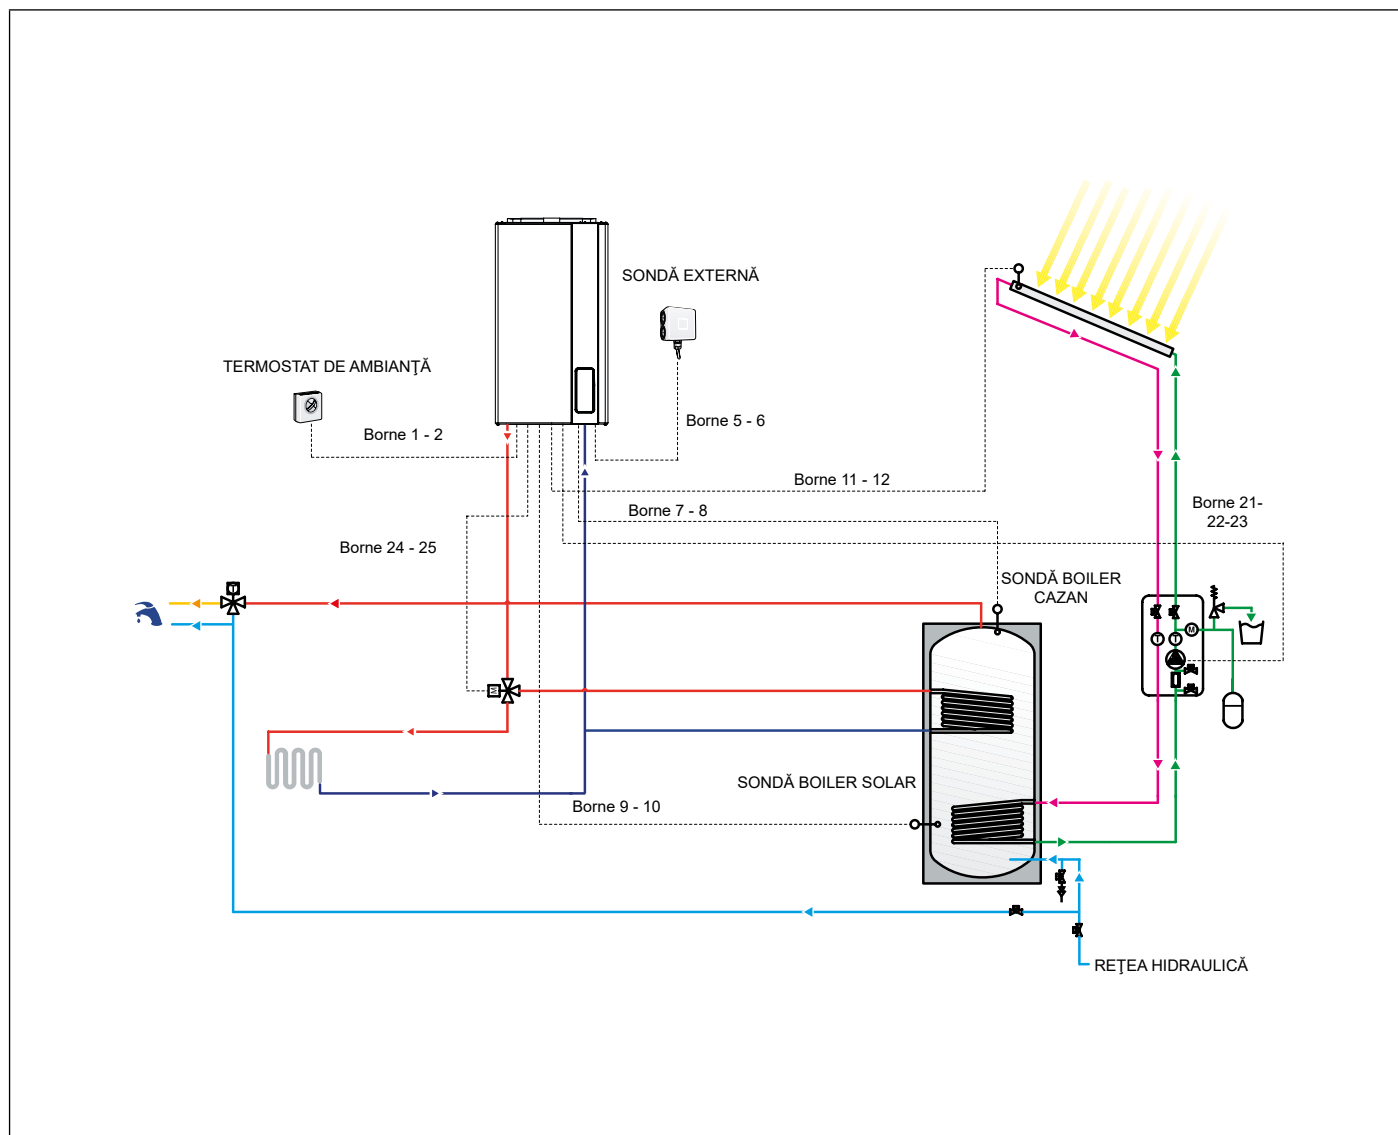 SONDĂ EXTERNĂ
TERMOSTAT DE AMBIANŢĂ
Borne 5 - 6
Borne 1 - 2
Borne 11 - 12
Borne 7 - 8
Borne 21-
22-23
Borne 24 - 25
SONDĂ BOILER
CAZAN
M
T
T
M
SONDĂ BOILER SOLAR
Borne 9 - 10
REŢEA HIDRAULICĂ